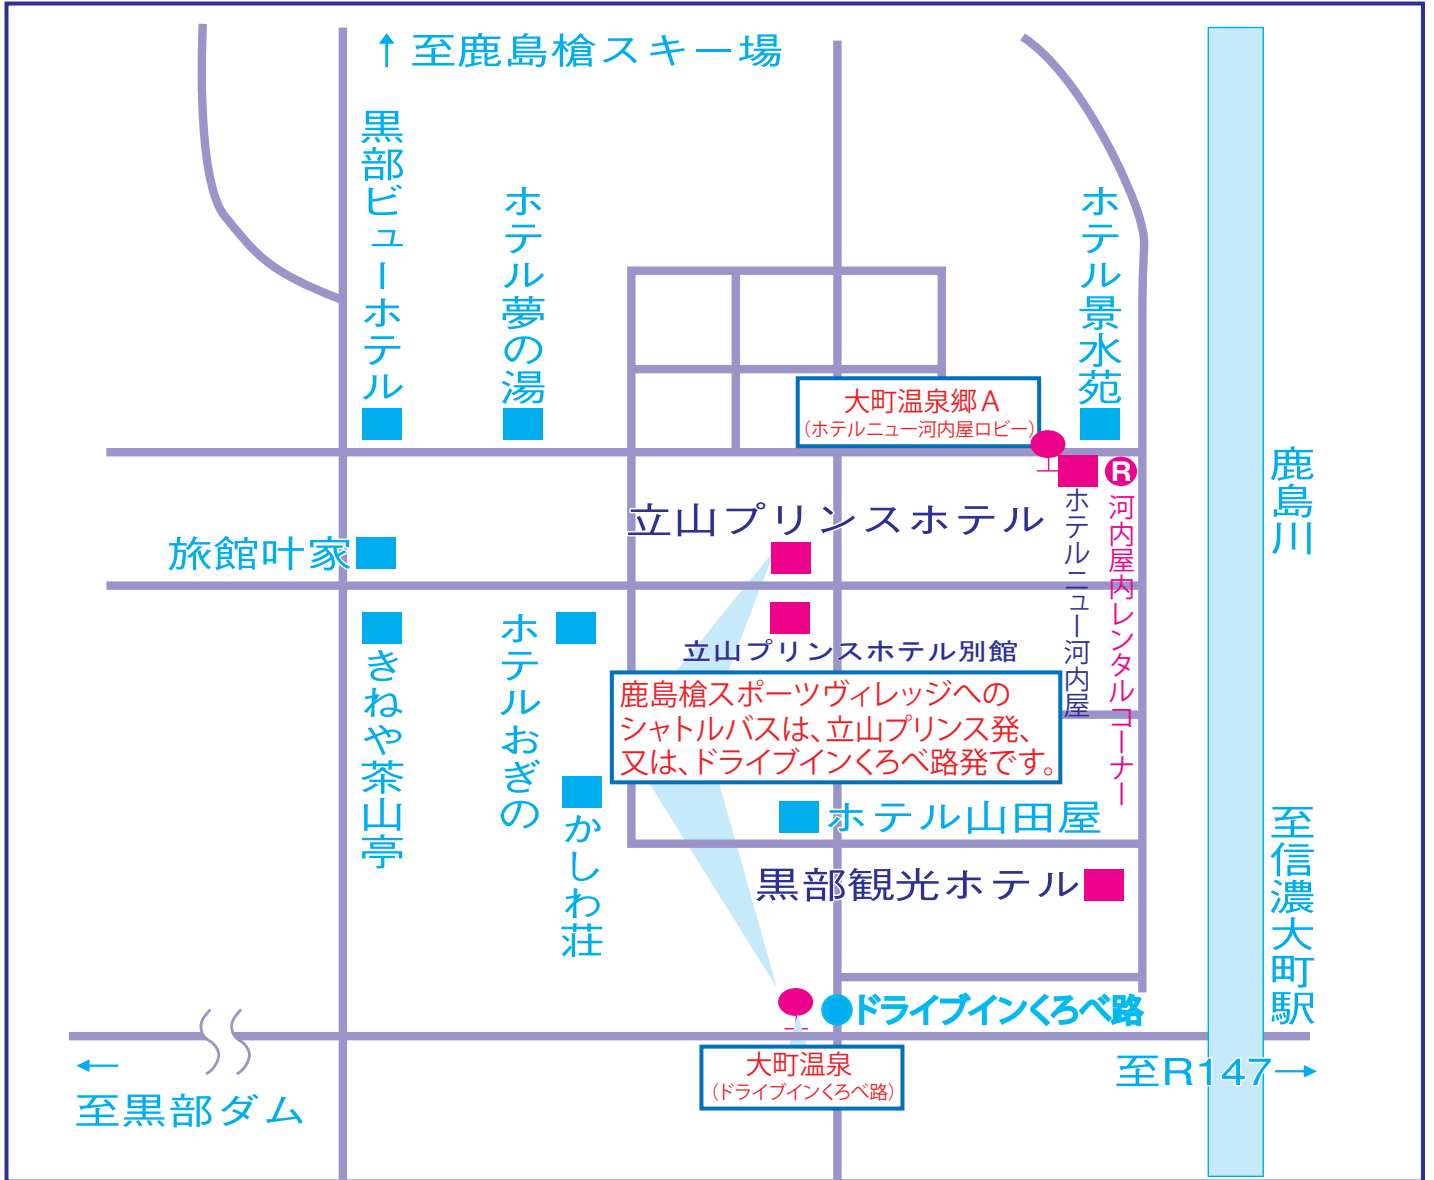 ↑ 至鹿島槍スキー場
黒部ビューホテル
ホテル夢の湯
ホテル景水苑
大町温泉郷A
(ホテルニュー河内屋ロビー)
R
立山プリンスホテル
ホテルニュー河内屋
河内屋内レンタルコーナー
鹿島川
旅館叶家
きねや茶山亭
ホテルおぎの
かしわ荘
立山プリンスホテル別館
鹿島槍スポーツヴィレッジへの
シャトルバスは、立山プリンス発、
又は、ドライブインくろべ路発です。
ホテル山田屋
黒部観光ホテル
至信濃大町駅
ドライブインくろべ路
大町温泉
(ドライブインくろべ路)
至R147→
←
至黒部ダム